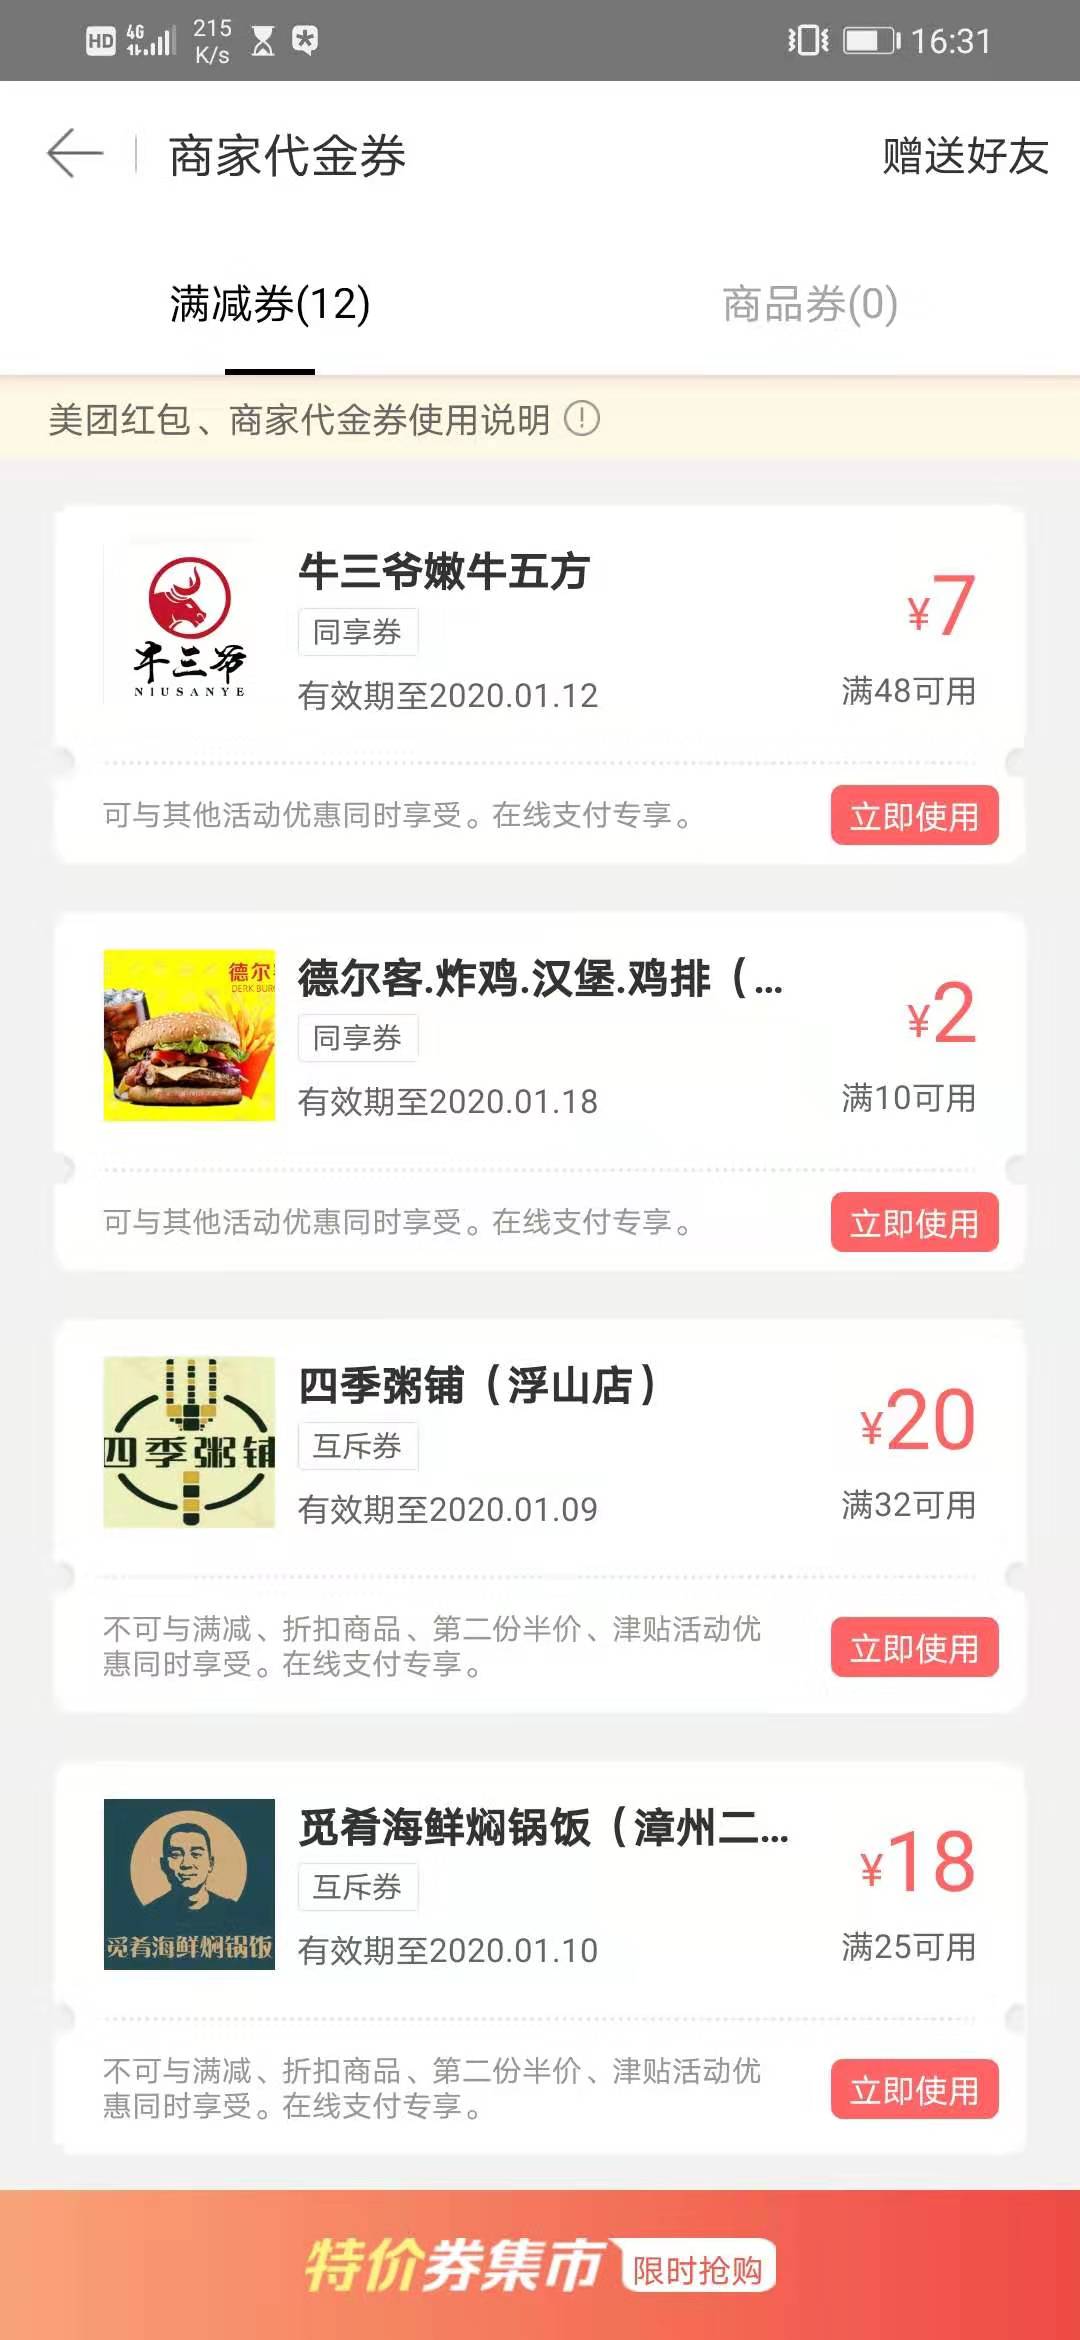 HD 4G 215 K/s 16:31
商家代金券 赠送好友
满减券(12) 商品券(0)
美团红包、商家代金券使用说明
牛三爷
NIUSANYE
牛三爷嫩牛五方
同享券
有效期至2020.01.12
¥7
满48可用
可与其他活动优惠同时享受。在线支付专享。
立即使用
德尔
DERK BUR
德尔客.炸鸡.汉堡.鸡排（...
同享券
有效期至2020.01.18
¥2
满10可用
可与其他活动优惠同时享受。在线支付专享。
立即使用
四季粥铺
四季粥铺（浮山店）
互斥券
有效期至2020.01.09
¥20
满32可用
不可与满减、折扣商品、第二份半价、津贴活动优
惠同时享受。在线支付专享。
立即使用
觅肴海鲜焖锅饭
觅肴海鲜焖锅饭（漳州二...
互斥券
有效期至2020.01.10
¥18
满25可用
不可与满减、折扣商品、第二份半价、津贴活动优
惠同时享受。在线支付专享。
立即使用
特价券集市 限时抢购